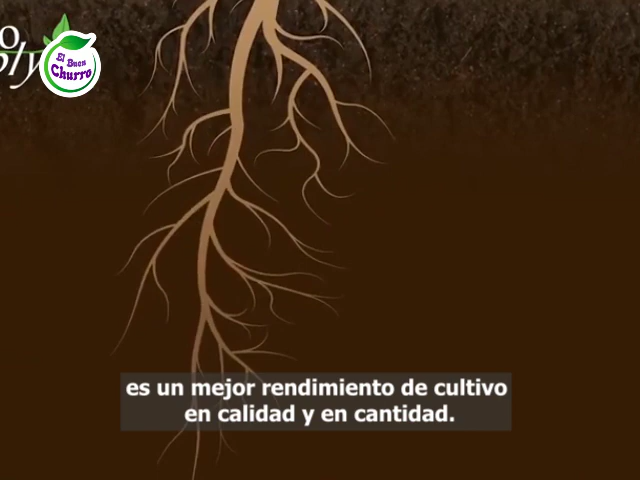 El Buen
Churro
es un mejor rendimiento de cultivo
en calidad y en cantidad.